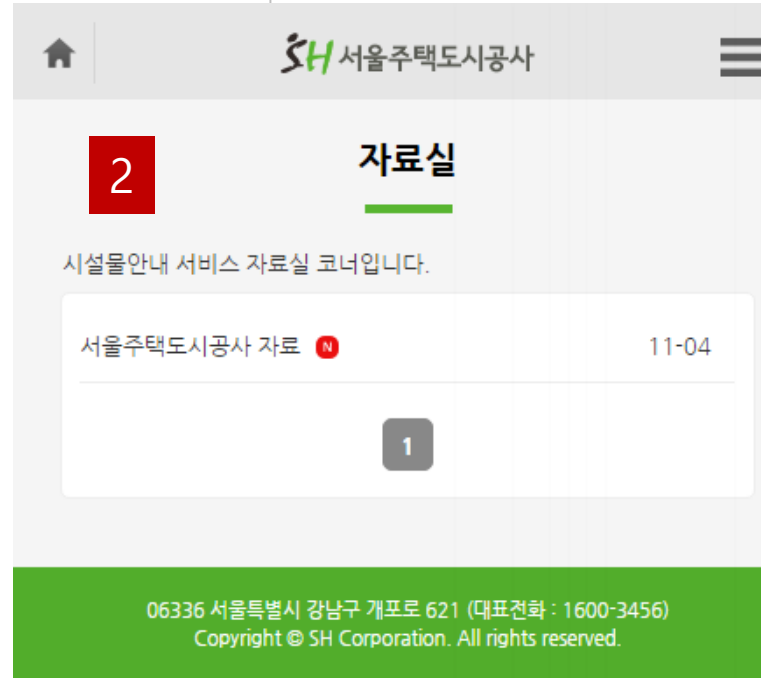 SH 서울주택도시공사
2
자료실
시설물안내 서비스 자료실 코너입니다.
서울주택도시공사 자료 N 11-04
1
06336 서울특별시 강남구 개포로 621 (대표전화 : 1600-3456)
Copyright © SH Corporation. All rights reserved.